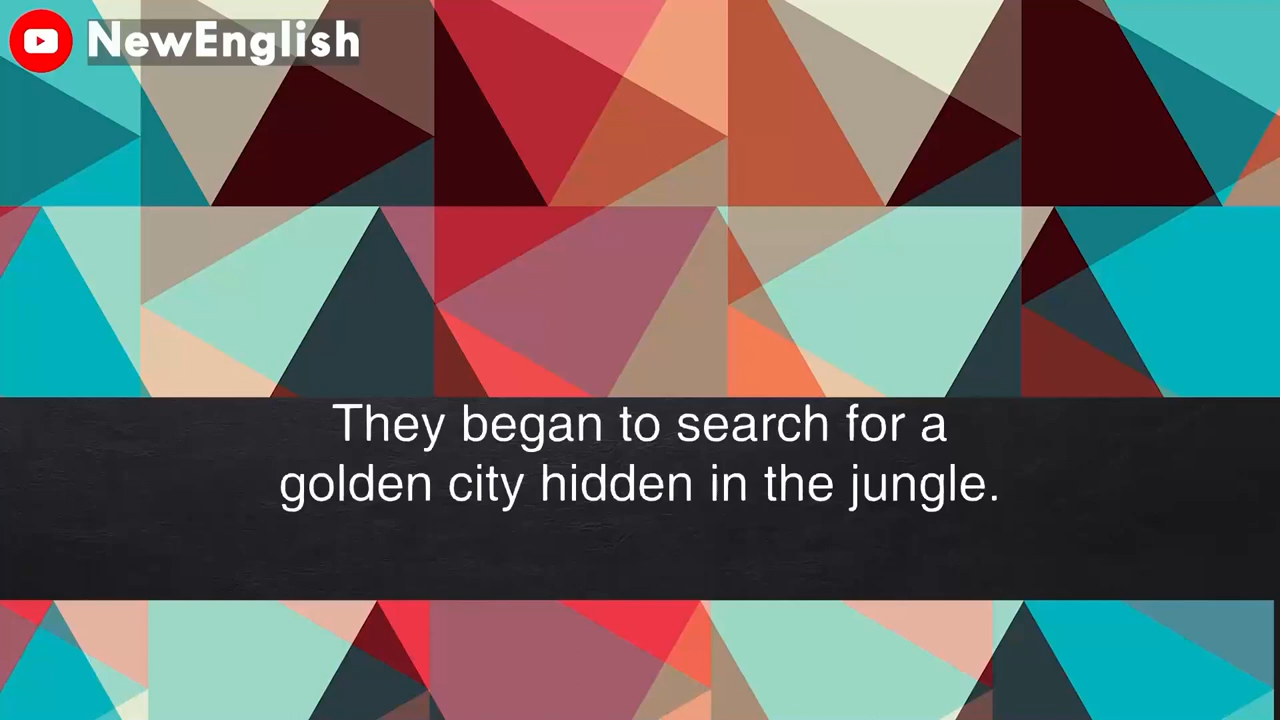 NewEnglish
They began to search for a
golden city hidden in the jungle.